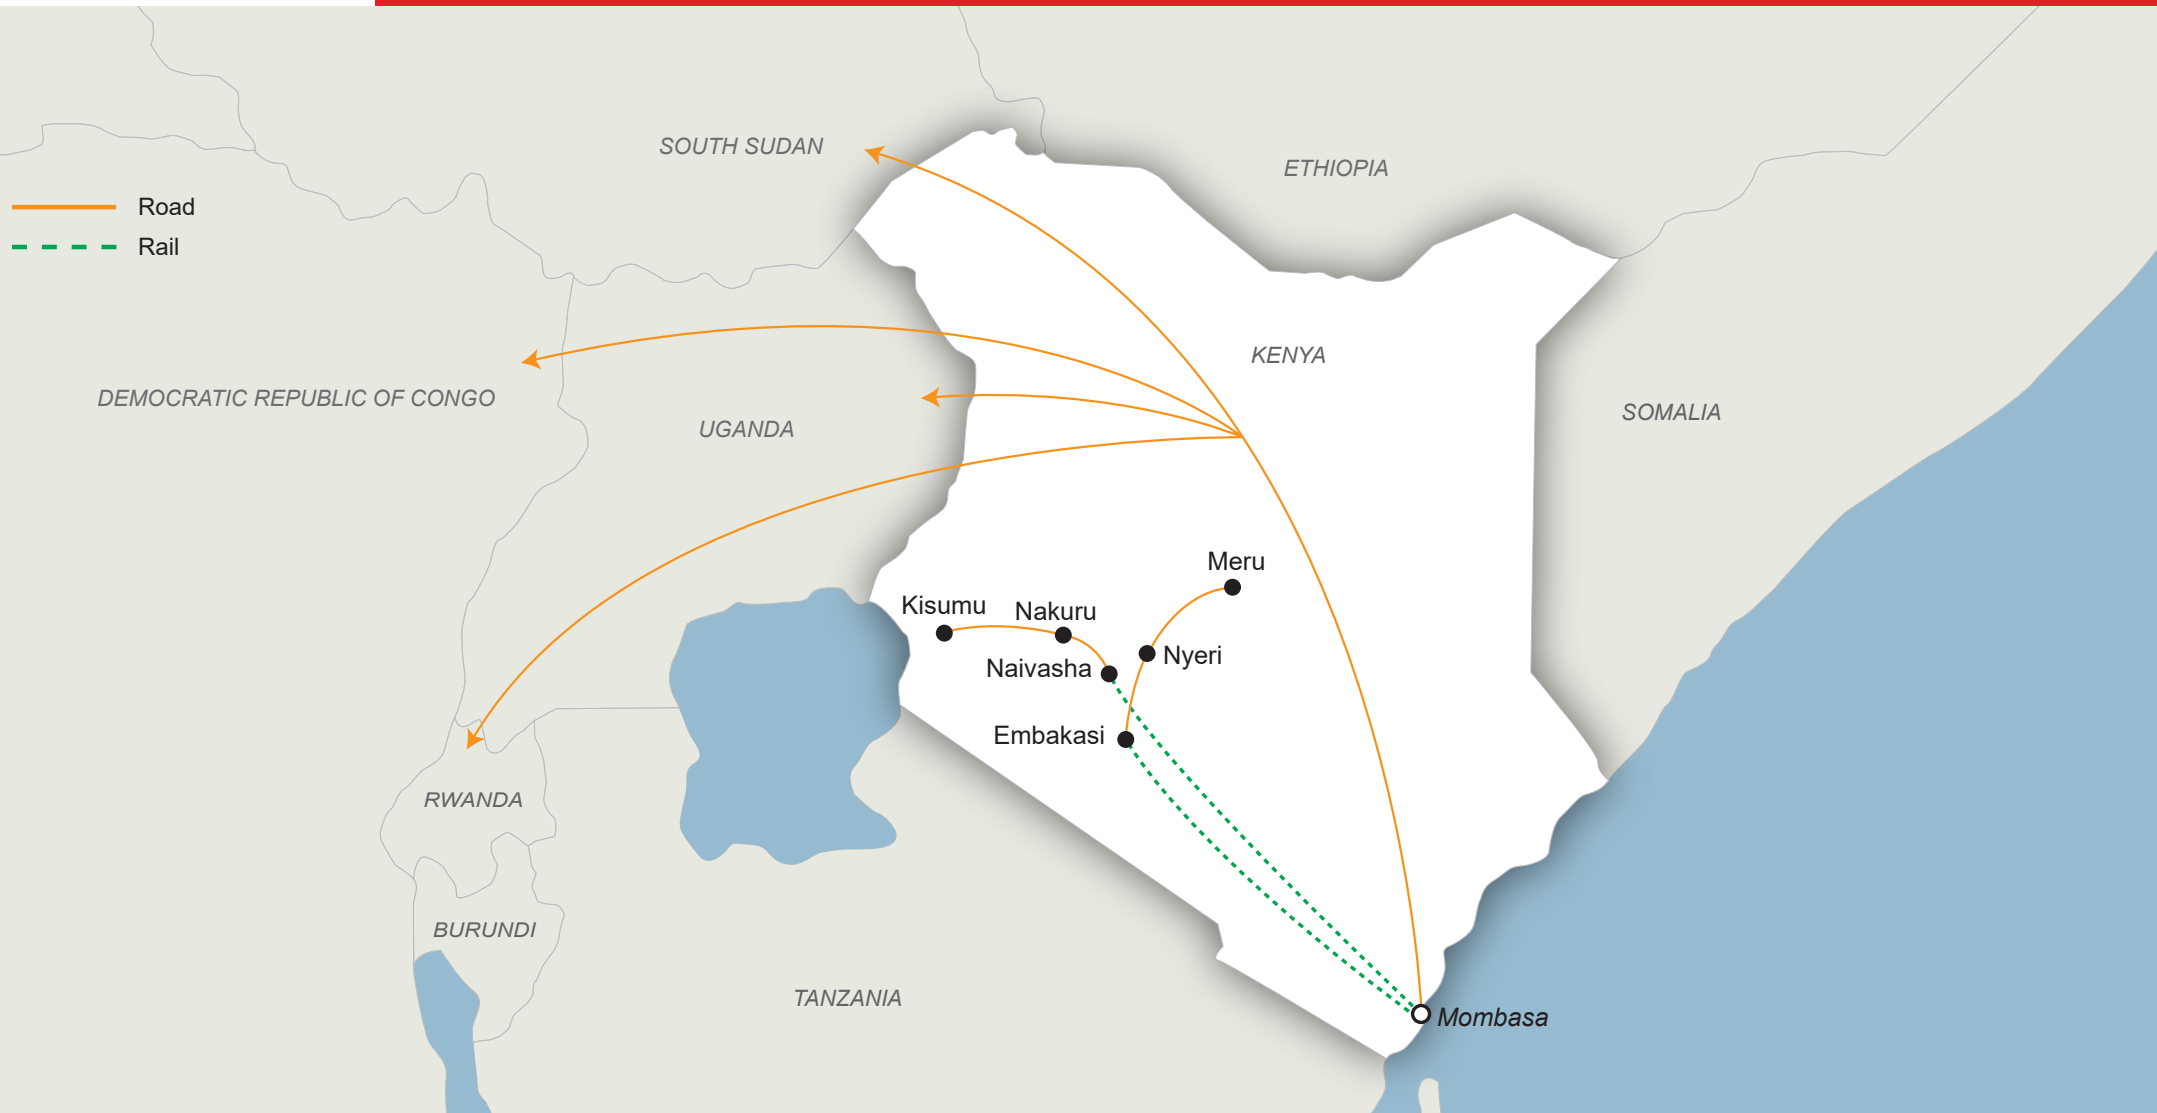 SOUTH SUDAN
ETHIOPIA
Road
Rail
KENYA
DEMOCRATIC REPUBLIC OF CONGO
UGANDA
SOMALIA
Meru
Kisumu
Nakuru
Nyeri
Naivasha
Embakasi
RWANDA
BURUNDI
TANZANIA
Mombasa